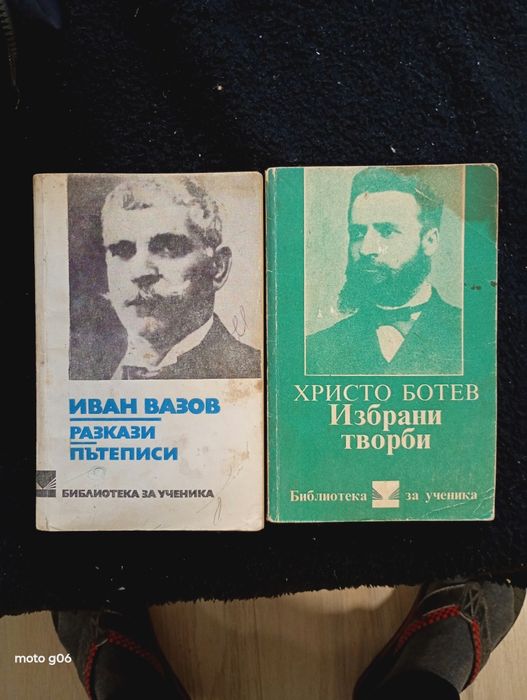 ИВАН ВАЗОВ
РАЗКАЗИ
ПЪТЕПИСИ
БИБЛИОТЕКА ЗА УЧЕНИКА
ХРИСТО БОТЕВ
Избрани
творби
Библиотека за ученика
moto g06